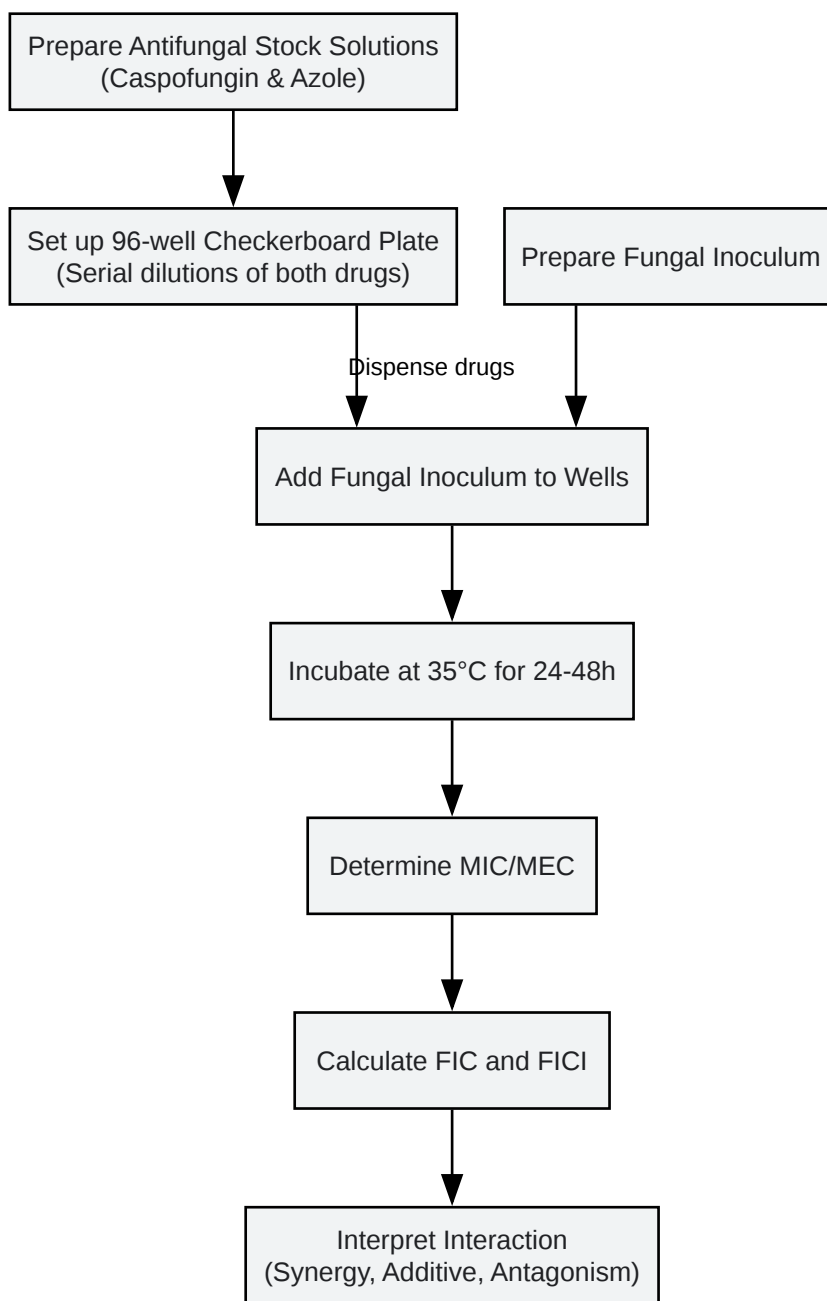 Prepare Antifungal Stock Solutions
(Caspofungin & Azole)
Set up 96-well Checkerboard Plate
(Serial dilutions of both drugs)
Prepare Fungal Inoculum
Dispense drugs
Add Fungal Inoculum to Wells
Incubate at 35°C for 24-48h
Determine MIC/MEC
Calculate FIC and FICI
Interpret Interaction
(Synergy, Additive, Antagonism)